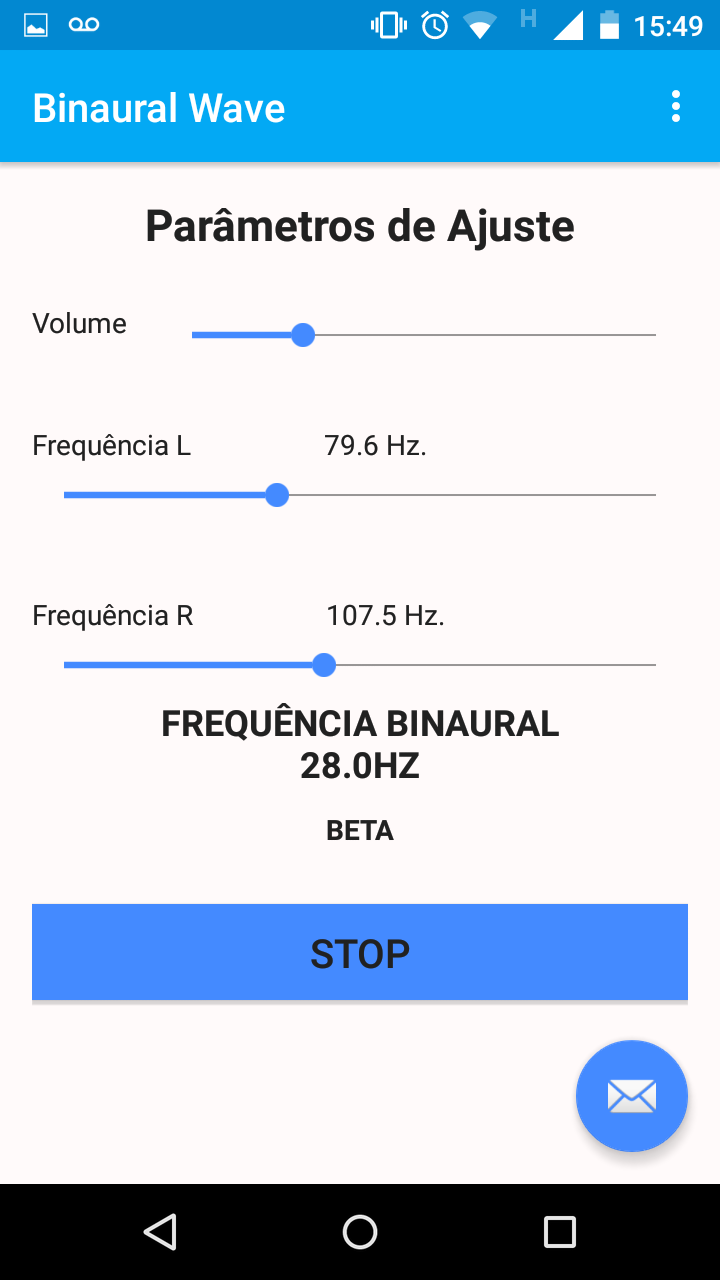 H
15:49
Binaural Wave
Parâmetros de Ajuste
Volume
Frequência L 79.6 Hz.
Frequência R 107.5 Hz.
FREQUÊNCIA BINAURAL
28.0HZ
BETA
STOP